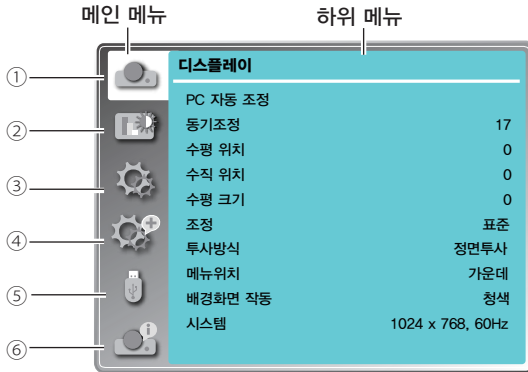 메인 메뉴
하위 메뉴
①
②
③
④
⑤
⑥
디스플레이
PC 자동 조정
동기조정 17
수평 위치 0
수직 위치 0
수평 크기 0
조정 표준
투사방식 정면투사
메뉴위치 가운데
배경화면 작동 청색
시스템 1024 x 768, 60Hz